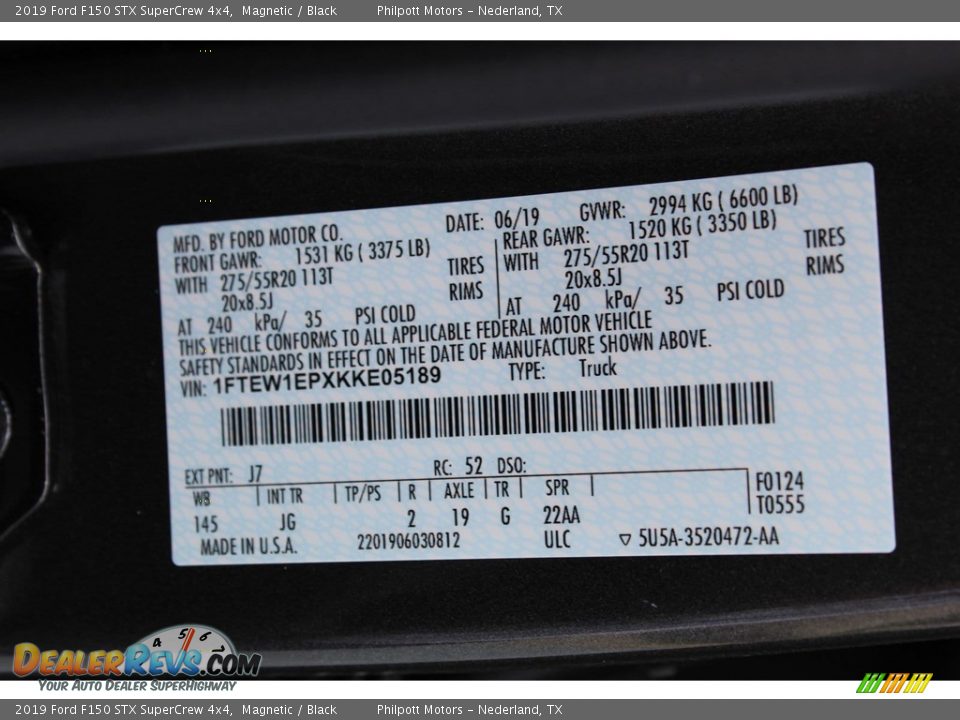 2019 Ford F150 STX SuperCrew 4x4, Magnetic / Black Philpott Motors – Nederland, TX
MFD. BY FORD MOTOR CO. DATE: 06/19 GVWR: 2994 KG ( 6600 LB)
FRONT GAWR: 1531 KG ( 3375 LB) REAR GAWR: 1520 KG ( 3350 LB)
WITH 275/55R20 113T TIRES WITH 275/55R20 113T TIRES
20x8.5J RIMS 20x8.5J RIMS
AT 240 kPa/ 35 PSI COLD AT 240 kPa/ 35 PSI COLD
THIS VEHICLE CONFORMS TO ALL APPLICABLE FEDERAL MOTOR VEHICLE
SAFETY STANDARDS IN EFFECT ON THE DATE OF MANUFACTURE SHOWN ABOVE.
VIN: 1FTEW1EPXKKE05189 TYPE: Truck
EXT PNT: J7 RC: 52 DSO:
WB INT TR TP/PS R AXLE TR SPR F0124
145 JG 2 19 G 22AA T0555
MADE IN U.S.A. 2201906030812 ULC ▽ 5U5A-3520472-AA
4 5 6
DEALERREVS.COM
YOUR AUTO DEALER SUPERHIGHWAY
2019 Ford F150 STX SuperCrew 4x4, Magnetic / Black Philpott Motors – Nederland, TX